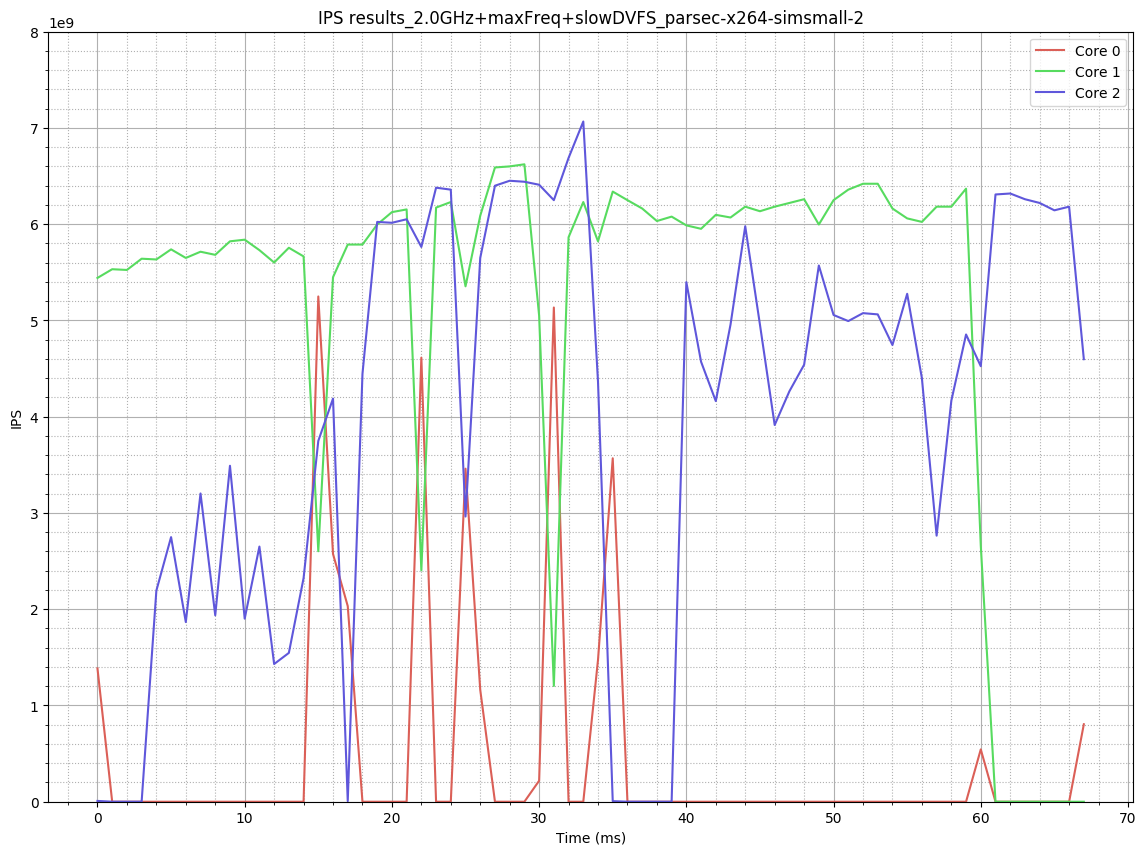 IPS results_2.0GHz+maxFreq+slowDVFS_parsec-x264-simsmall-2
1e9
8
7
6
5
4
3
2
1
0
IPS
Core 0
Core 1
Core 2
0 10 20 30 40 50 60 70
Time (ms)